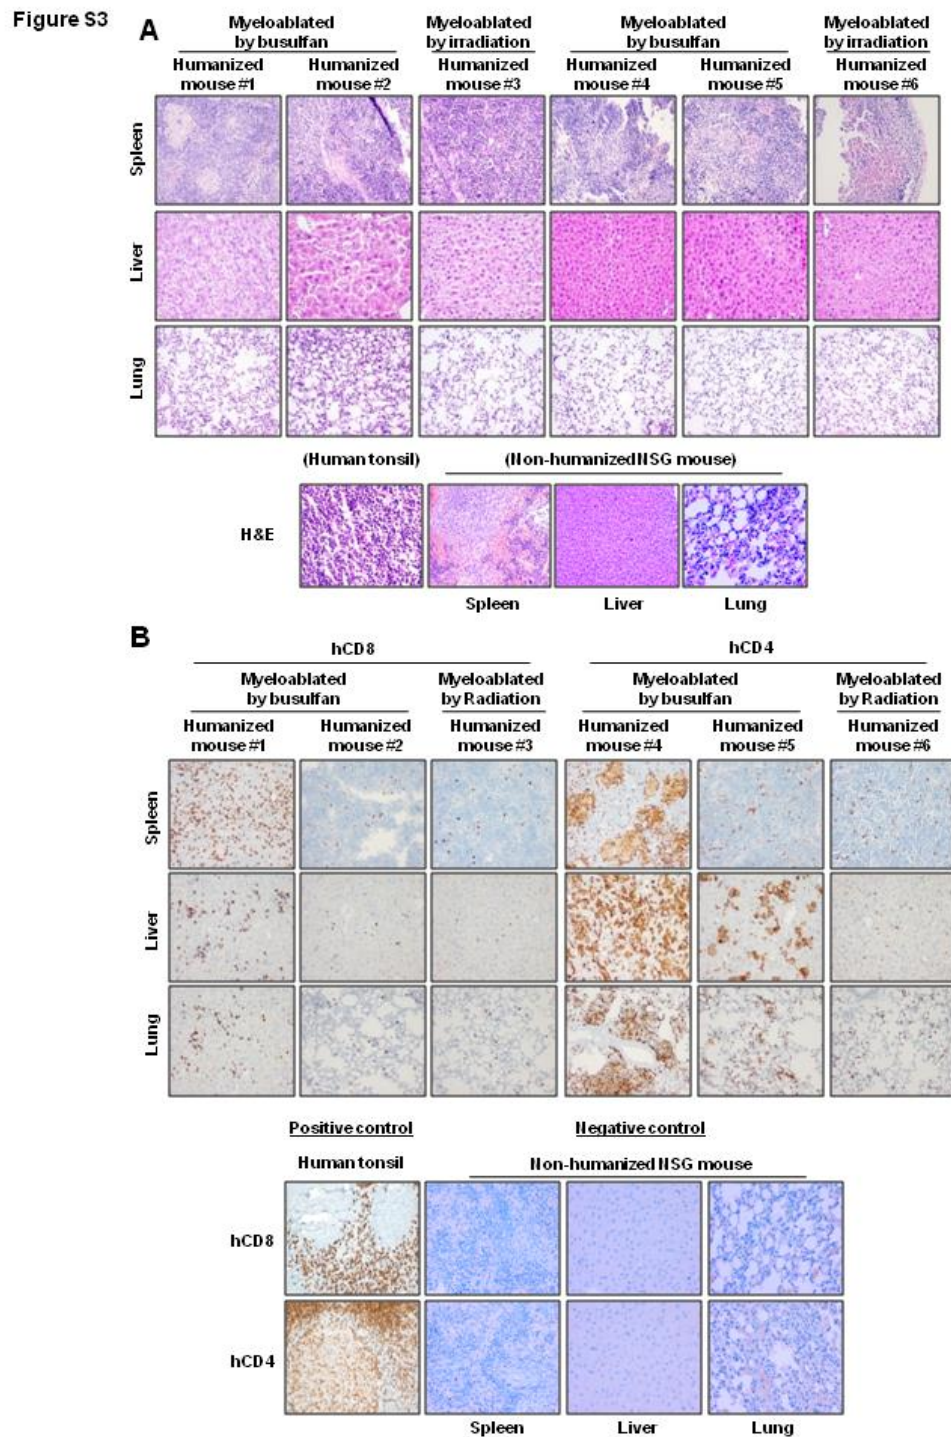 Figure S3
A
Myeloablated by busulfan
Myeloablated by irradiation
Myeloablated by busulfan
Myeloablated by irradiation
Humanized mouse #1
Humanized mouse #2
Humanized mouse #3
Humanized mouse #4
Humanized mouse #5
Humanized mouse #6
Spleen
Liver
Lung
(Human tonsil)
(Non-humanized NSG mouse)
H&E
Spleen
Liver
Lung
B
hCD8
hCD4
Myeloablated by busulfan
Myeloablated by Radiation
Myeloablated by busulfan
Myeloablated by Radiation
Humanized mouse #1
Humanized mouse #2
Humanized mouse #3
Humanized mouse #4
Humanized mouse #5
Humanized mouse #6
Spleen
Liver
Lung
Positive control
Negative control
Human tonsil
Non-humanized NSG mouse
hCD8
hCD4
Spleen
Liver
Lung